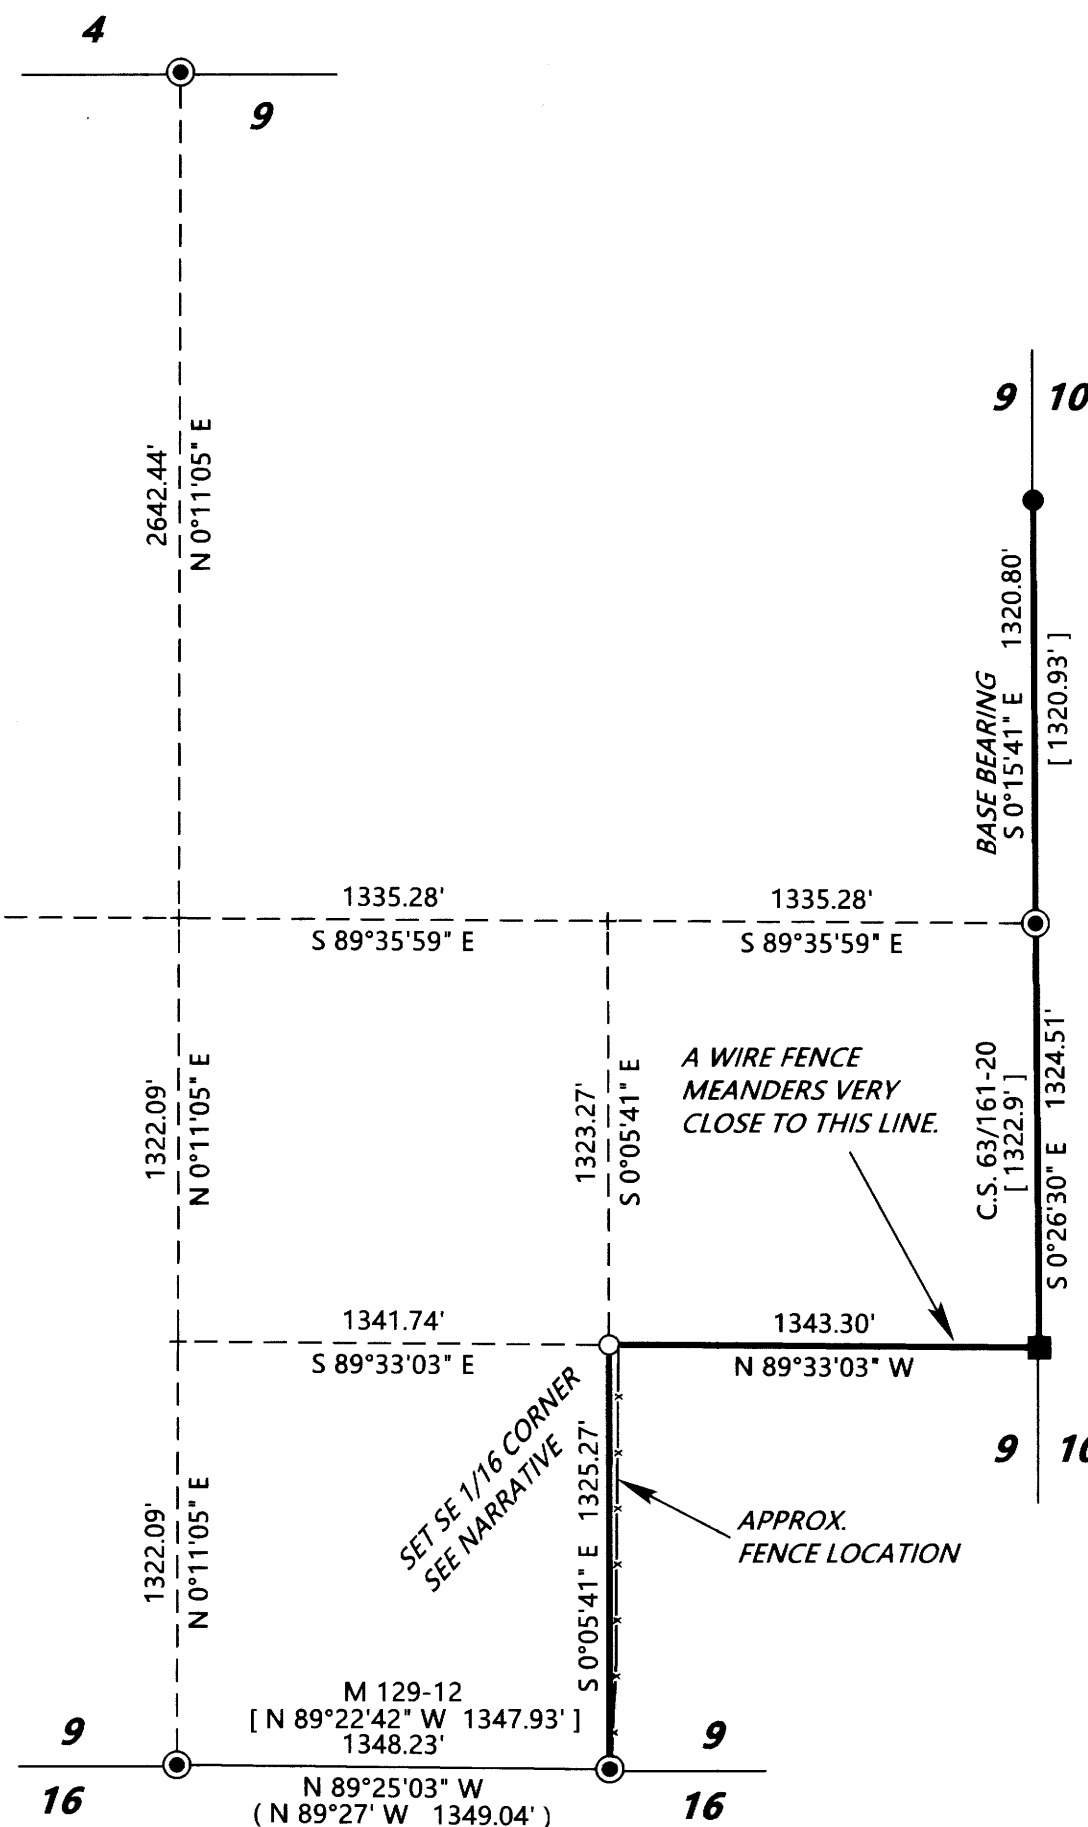 4
9
9 10
2642.44'
N 0°11'05" E
BASE BEARING
S 0°15'41" E 1320.80'
[ 1320.93' ]
1335.28'
S 89°35'59" E
1335.28'
S 89°35'59" E
1322.09'
N 0°11'05" E
1323.27'
S 0°05'41" E
A WIRE FENCE
MEANDERS VERY
CLOSE TO THIS LINE.
C.S. 63/161-20
[ 1322.9' ]
S 0°26'30" E 1324.51'
1341.74'
S 89°33'03" E
1343.30'
N 89°33'03" W
SET SE 1/16 CORNER
SEE NARRATIVE
9 10
1322.09'
N 0°11'05" E
S 0°05'41" E 1325.27'
APPROX.
FENCE LOCATION
M 129-12
[ N 89°22'42" W 1347.93' ]
1348.23'
N 89°25'03" W
( N 89°27' W 1349.04' )
9
16
9
16